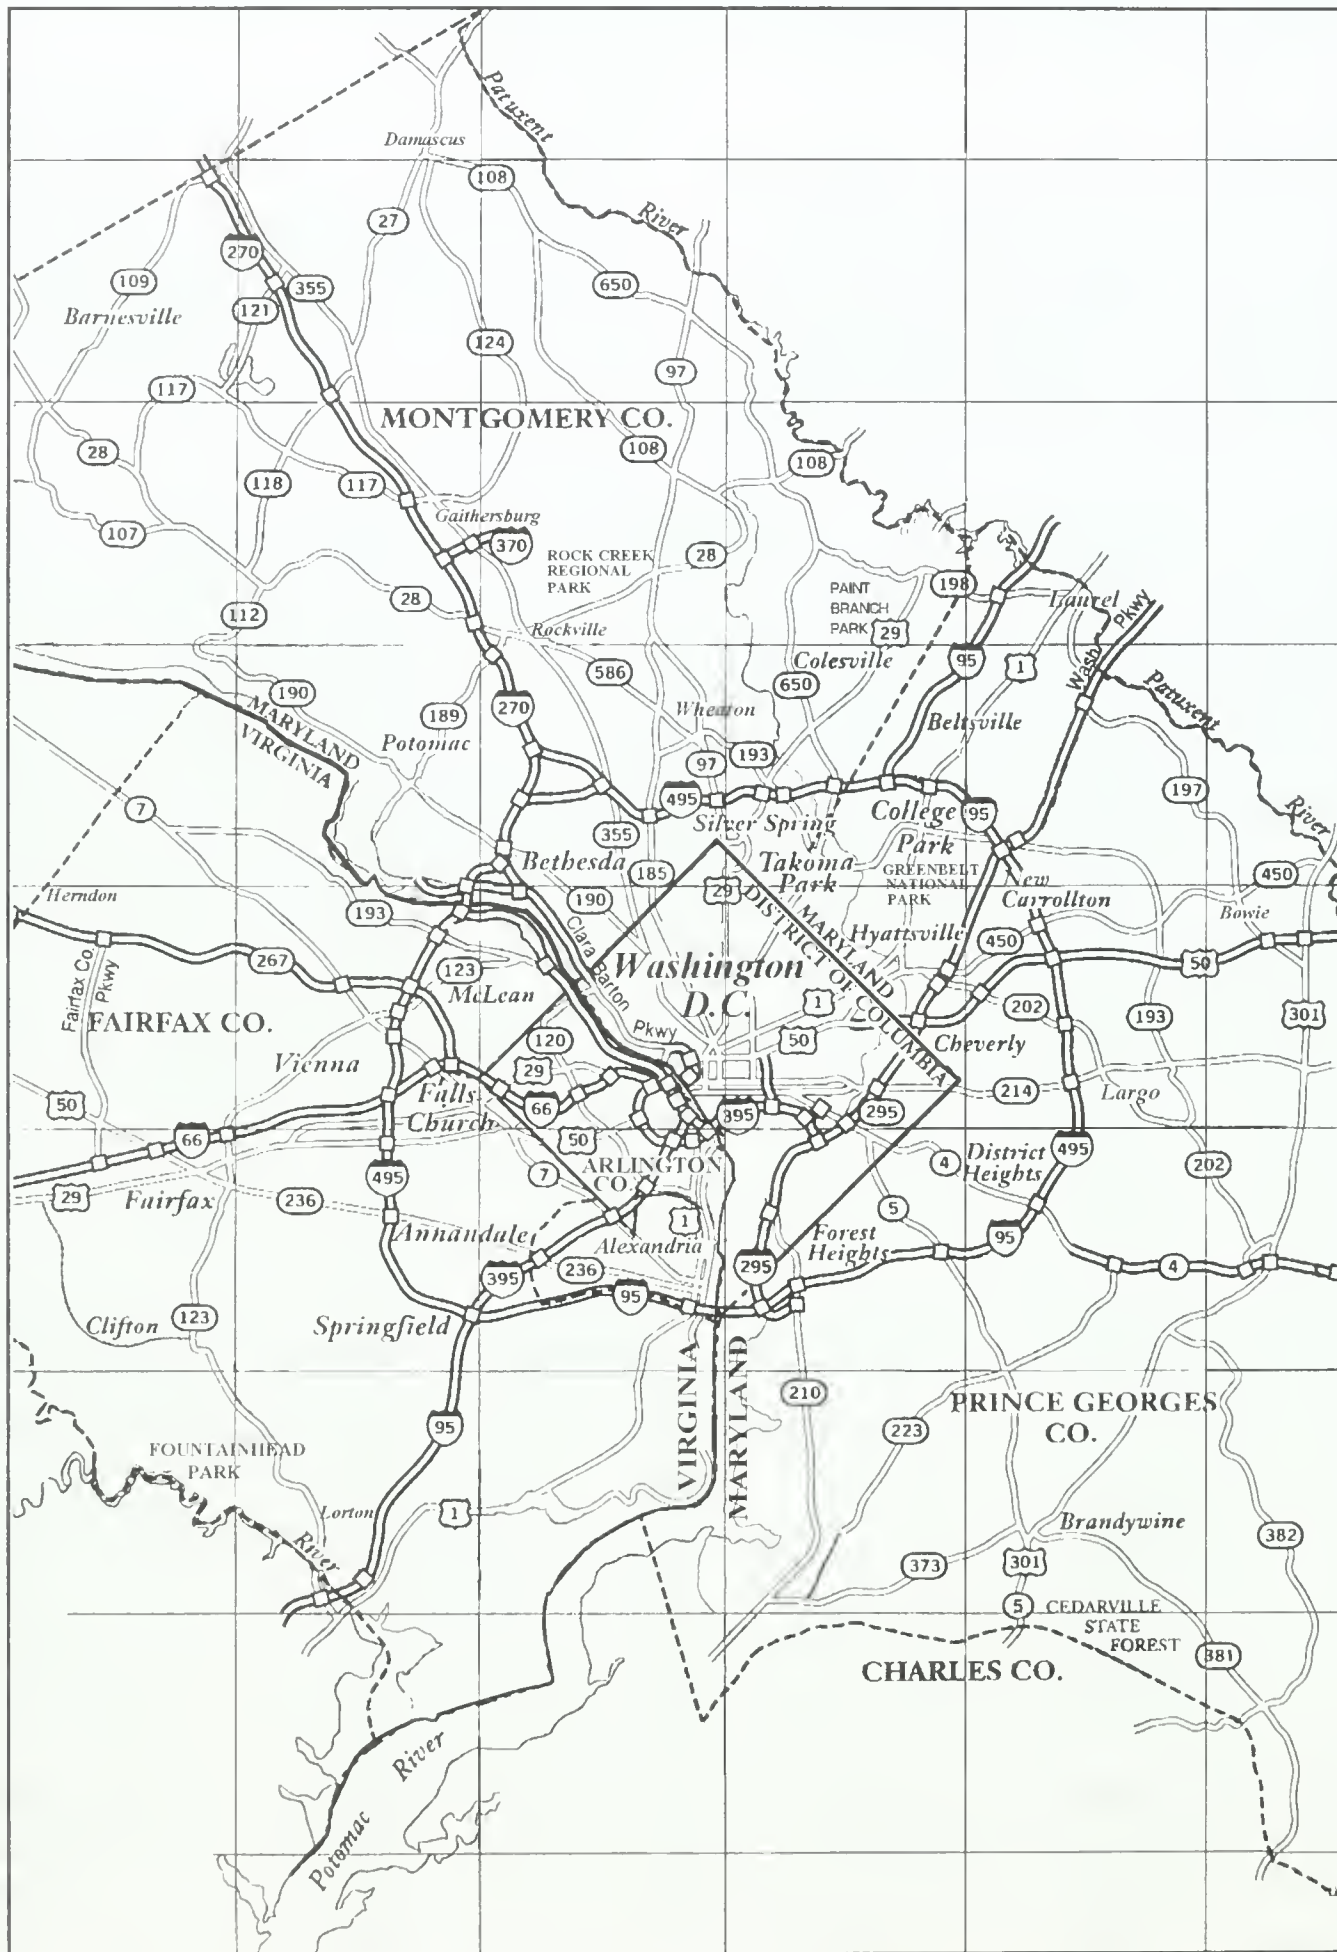 Patuxent
Damascus
108
27
River
270
109
355
650
121
Barnesville
124
97
117
MONTGOMERY CO.
28
108
108
118
117
Gaithersburg
107
370
ROCK CREEK
REGIONAL
PARK
28
198
PAINT
BRANCH
PARK
29
Laurel
28
112
Rockville
Wash
Pkwy
95
1
Colesville
586
650
190
189
270
Wheaton
Beltsville
Patuxent
MARYLAND
VIRGINIA
Potomac
97
193
7
495
197
Silver Spring
College
Park
95
River
355
Bethesda
185
29
Takoma
Park
GREENBELT
NATIONAL
PARK
New
Carrollton
450
Herndon
193
190
Clara Barton
Pkwy
MARYLAND
DISTRICT OF COLUMBIA
Hyattsville
450
Bowie
Fairfax Co.
Pkwy
267
123
McLean
Washington
D.C.
50
202
193
301
FAIRFAX CO.
1
120
50
Cheverly
Vienna
29
214
Largo
50
Falls
Church
66
395
295
66
50
4
District
Heights
495
202
29
495
ARLINGTON
CO.
7
Fairfax
236
5
Annandale
1
Forest
Heights
95
Alexandria
395
236
295
4
95
Clifton
123
Springfield
VIRGINIA
MARYLAND
210
PRINCE GEORGES
CO.
95
223
FOUNTAINHEAD
PARK
Lorton
1
Brandywine
382
River
373
301
5
CEDARVILLE
STATE
FOREST
381
CHARLES CO.
River
Potomac